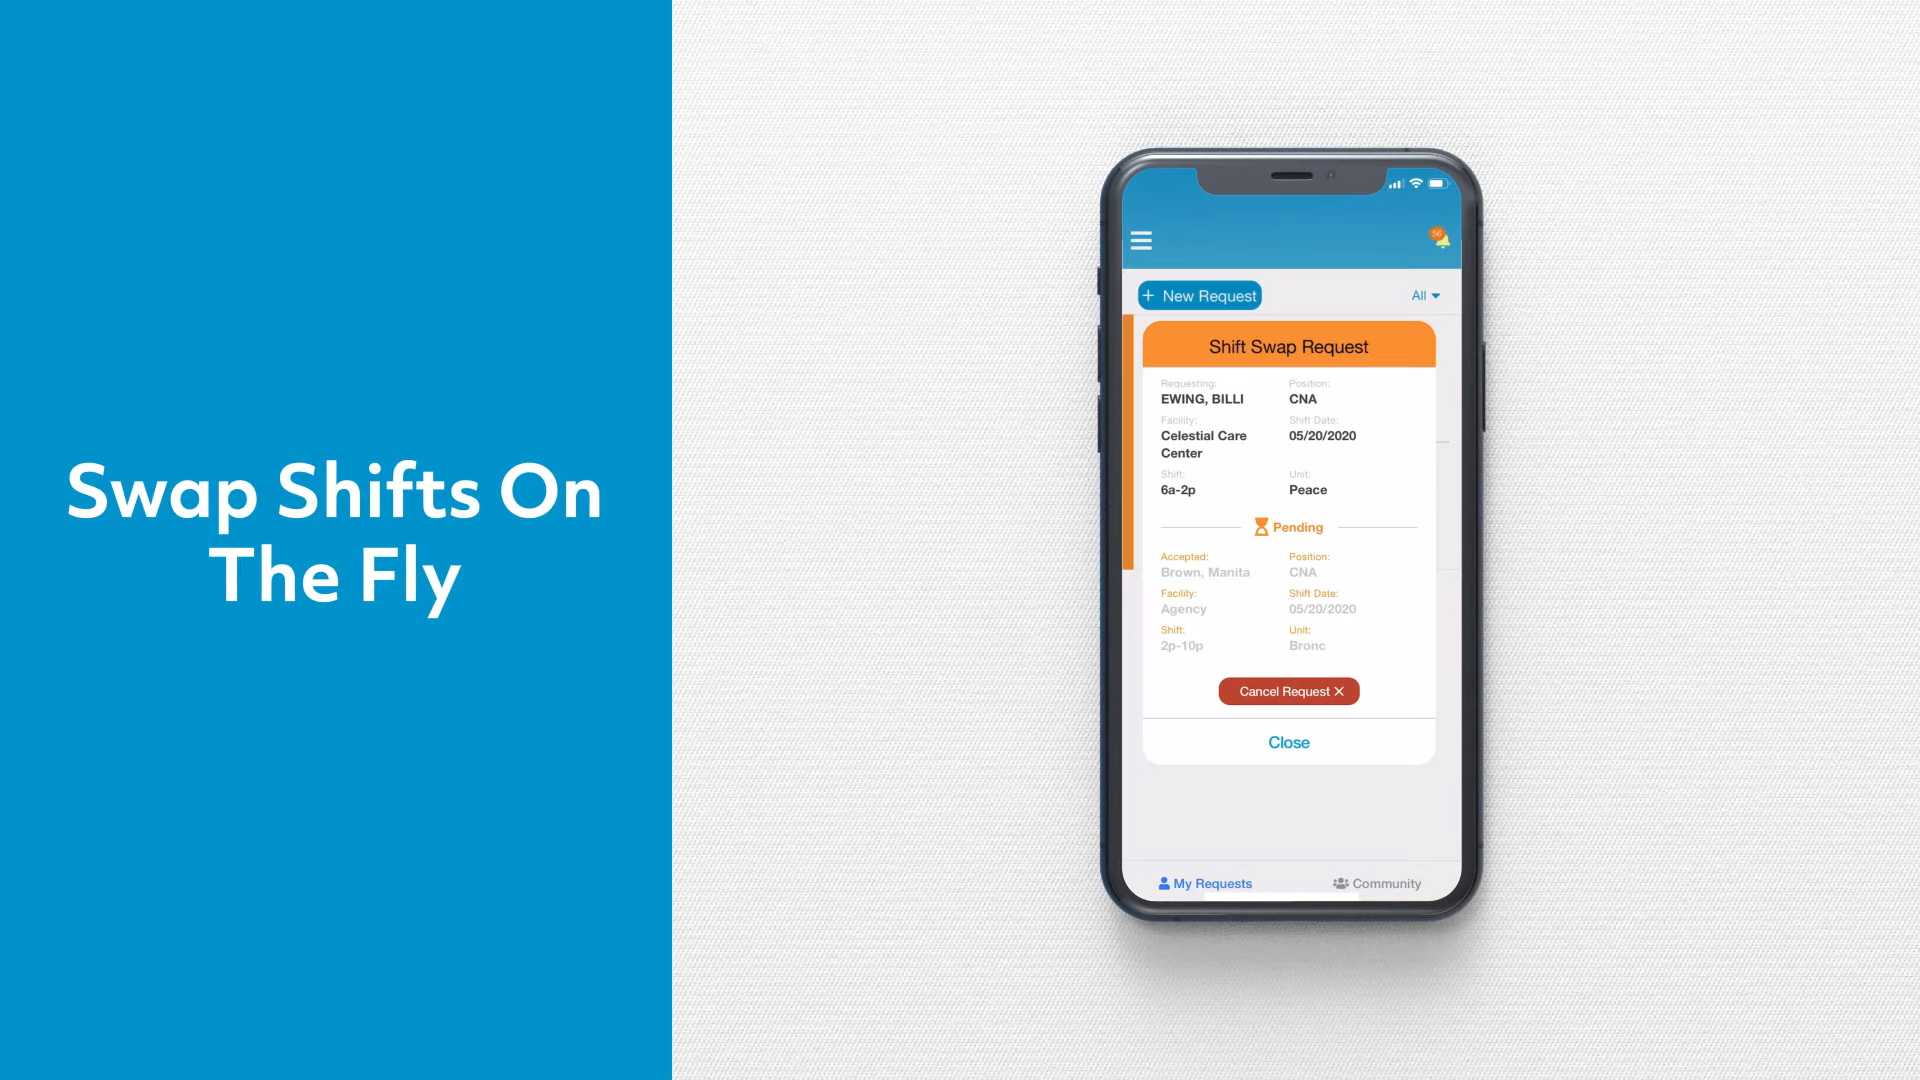 Swap Shifts On
The Fly
56
+ New Request
All
Shift Swap Request
Requesting:
EWING, BILLI
Position:
CNA
Facility:
Celestial Care
Center
Shift Date:
05/20/2020
Shift:
6a-2p
Unit:
Peace
Pending
Accepted:
Brown, Manita
Position:
CNA
Facility:
Agency
Shift Date:
05/20/2020
Shift:
2p-10p
Unit:
Bronc
Cancel Request X
Close
My Requests
Community